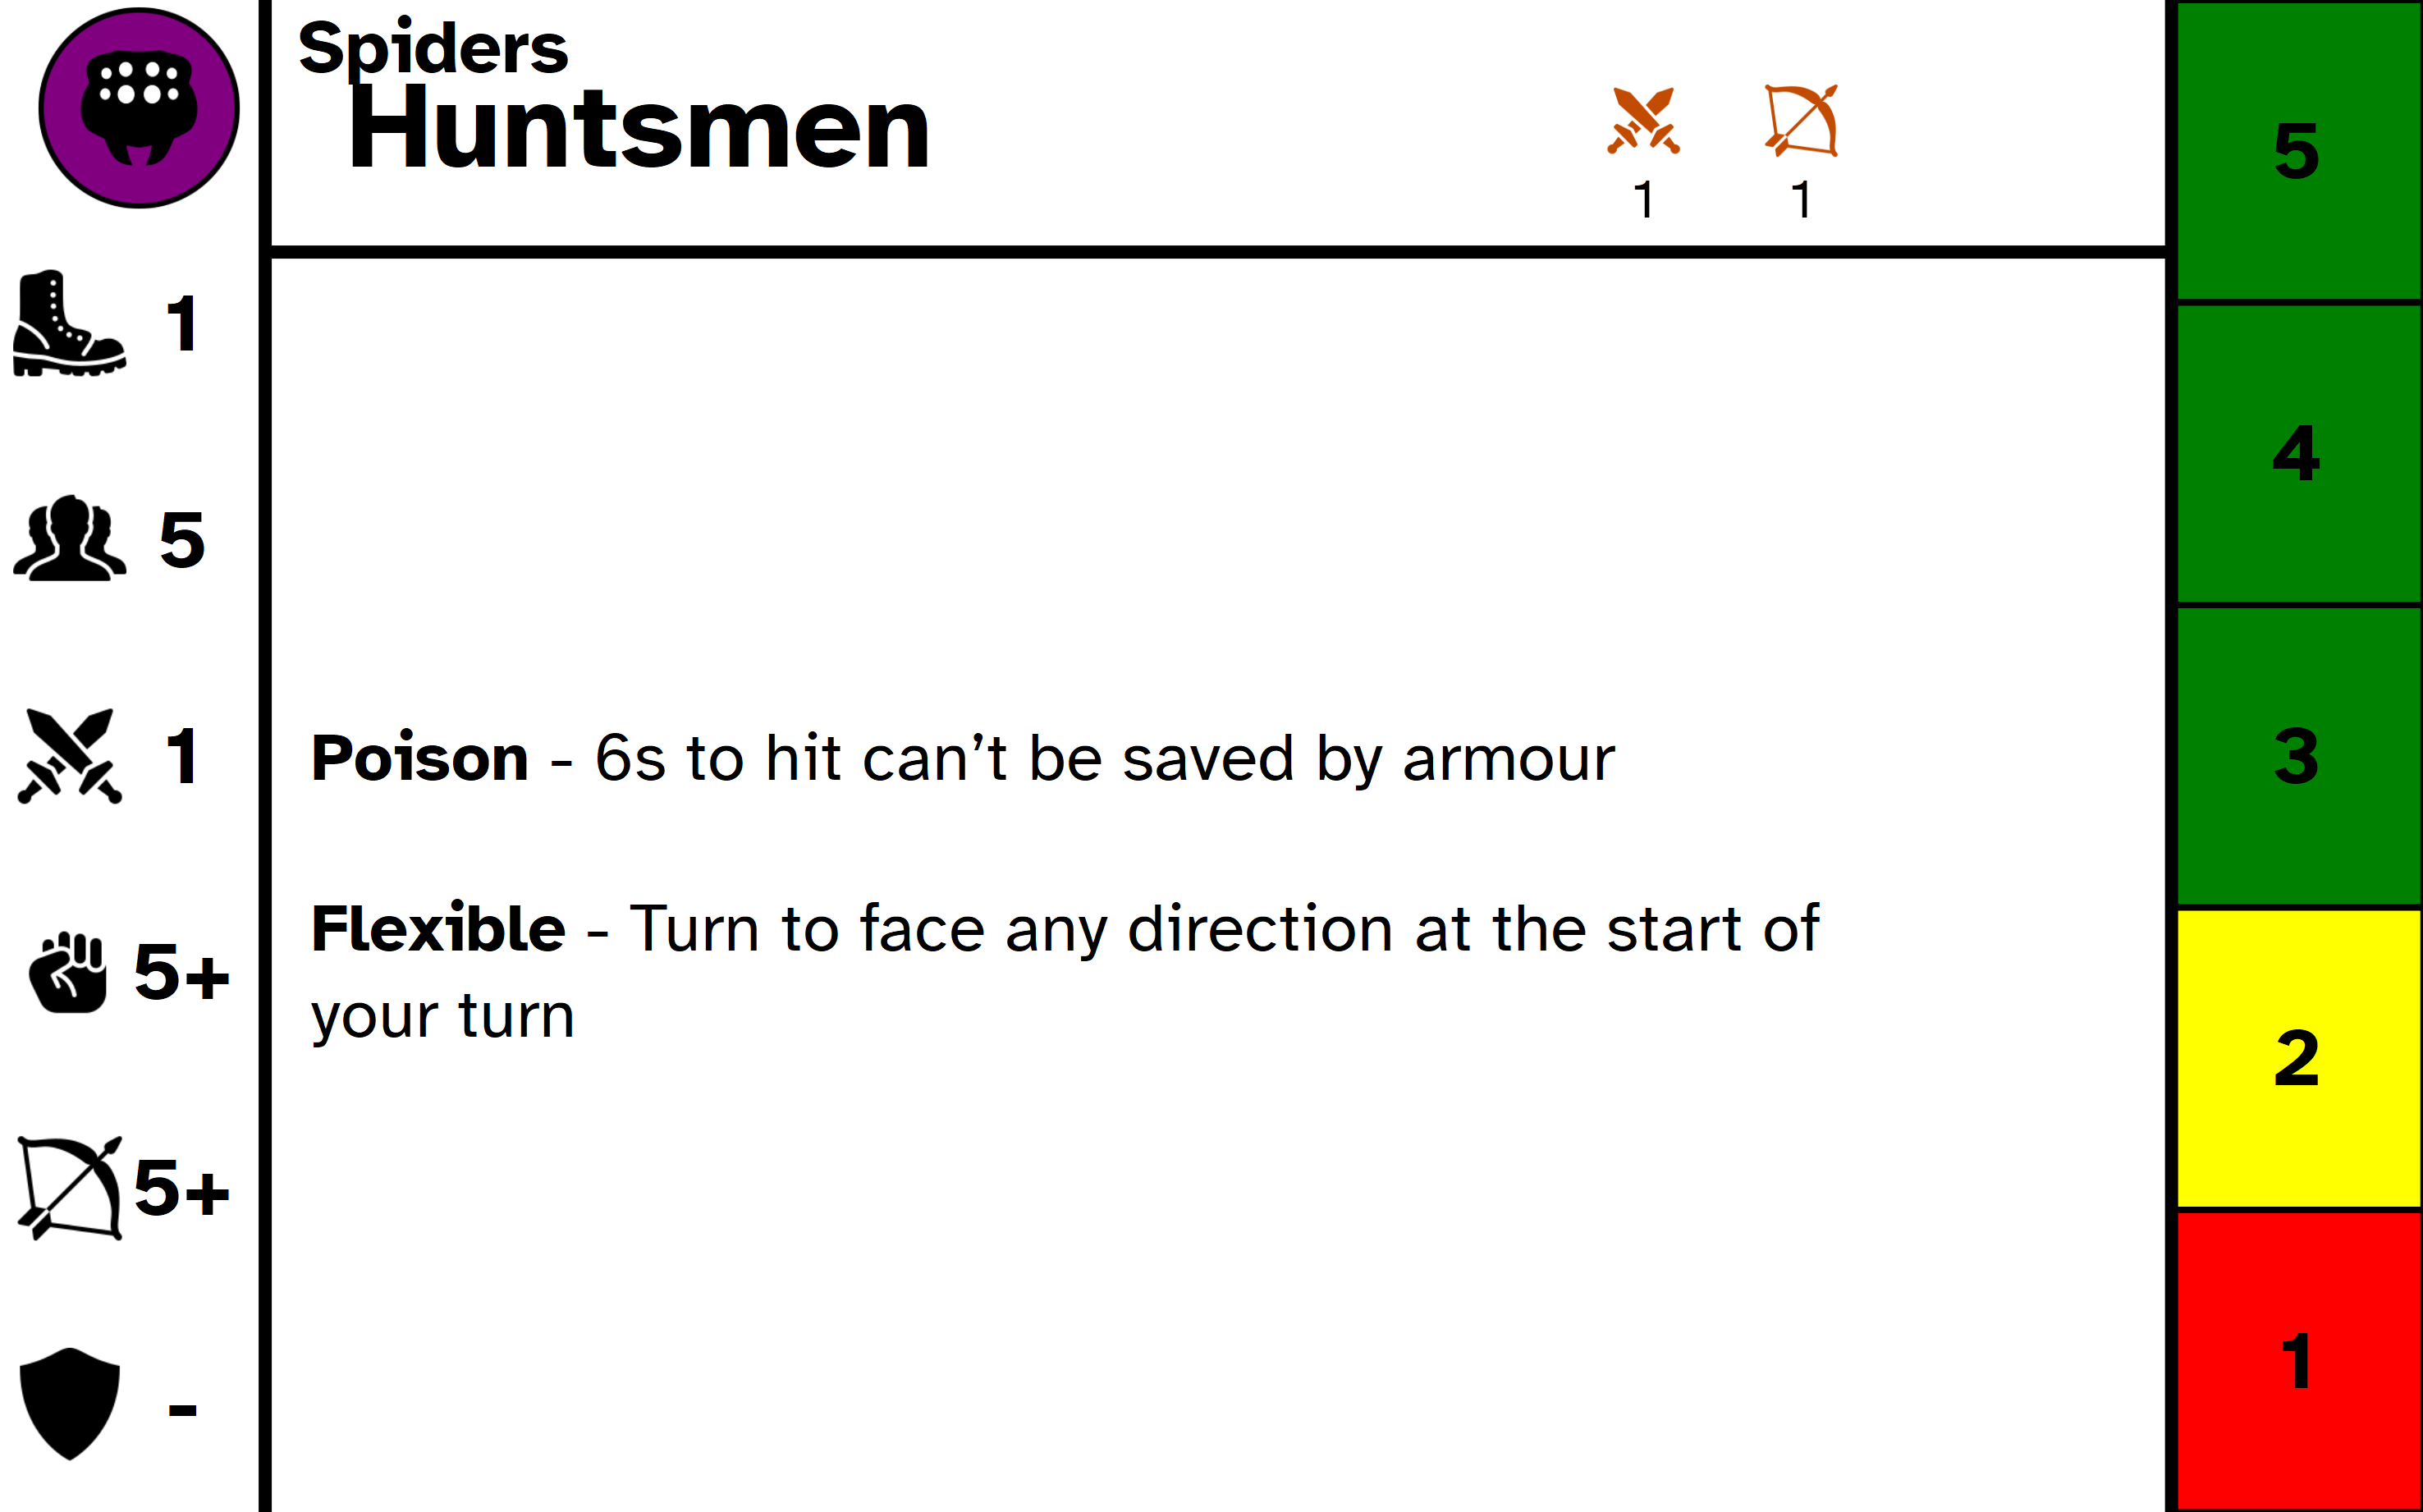 Spiders
Huntsmen
1
1
1
5
1
5+
5+
-
Poison - 6s to hit can’t be saved by armour
Flexible - Turn to face any direction at the start of
your turn
5
4
3
2
1